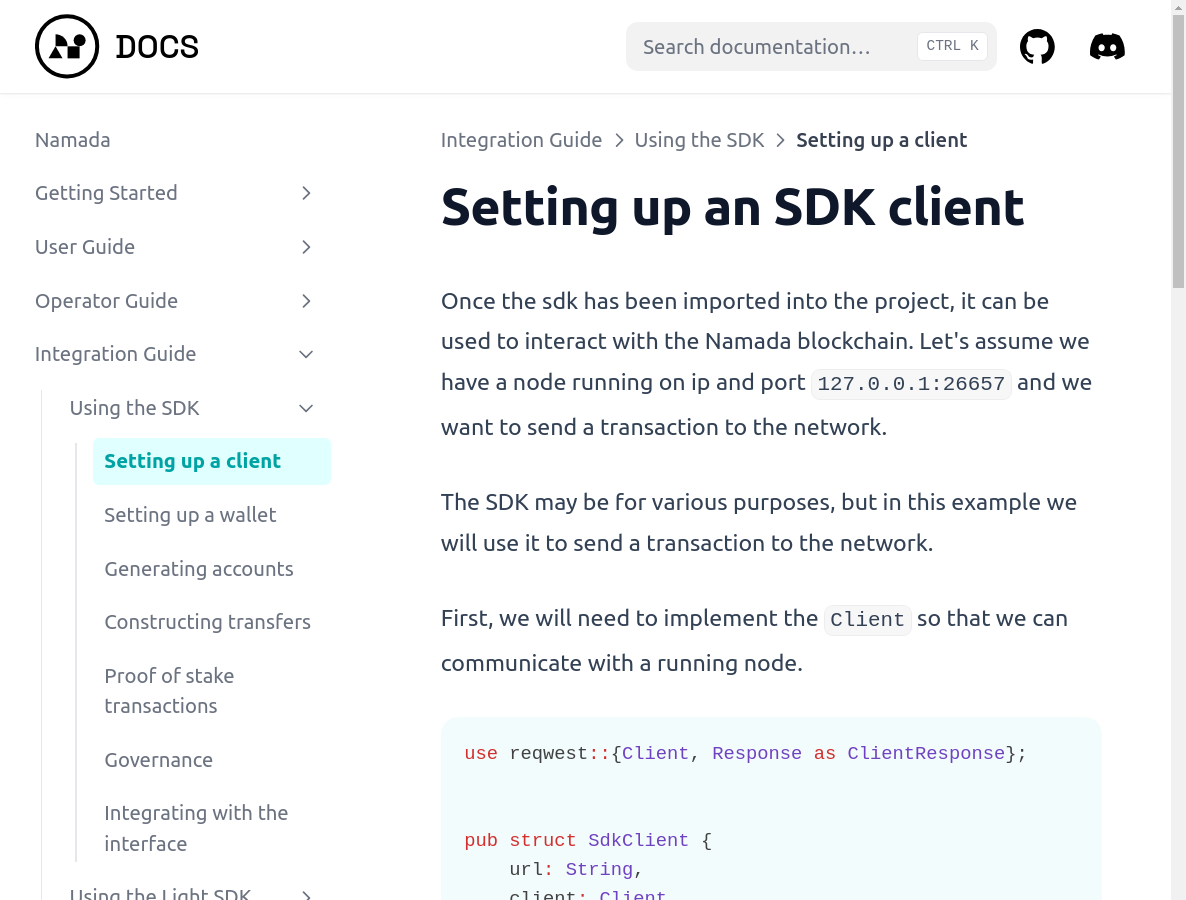 DOCS
Search documentation…
CTRL K
Namada
Getting Started
User Guide
Operator Guide
Integration Guide
Using the SDK
Setting up a client
Setting up a wallet
Generating accounts
Constructing transfers
Proof of stake
transactions
Governance
Integrating with the
interface
Using the Light SDK
Integration Guide > Using the SDK > Setting up a client
Setting up an SDK client
Once the sdk has been imported into the project, it can be
used to interact with the Namada blockchain. Let's assume we
have a node running on ip and port 127.0.0.1:26657 and we
want to send a transaction to the network.
The SDK may be for various purposes, but in this example we
will use it to send a transaction to the network.
First, we will need to implement the Client so that we can
communicate with a running node.
use reqwest::{Client, Response as ClientResponse};
pub struct SdkClient {
    url: String,
    client: Client